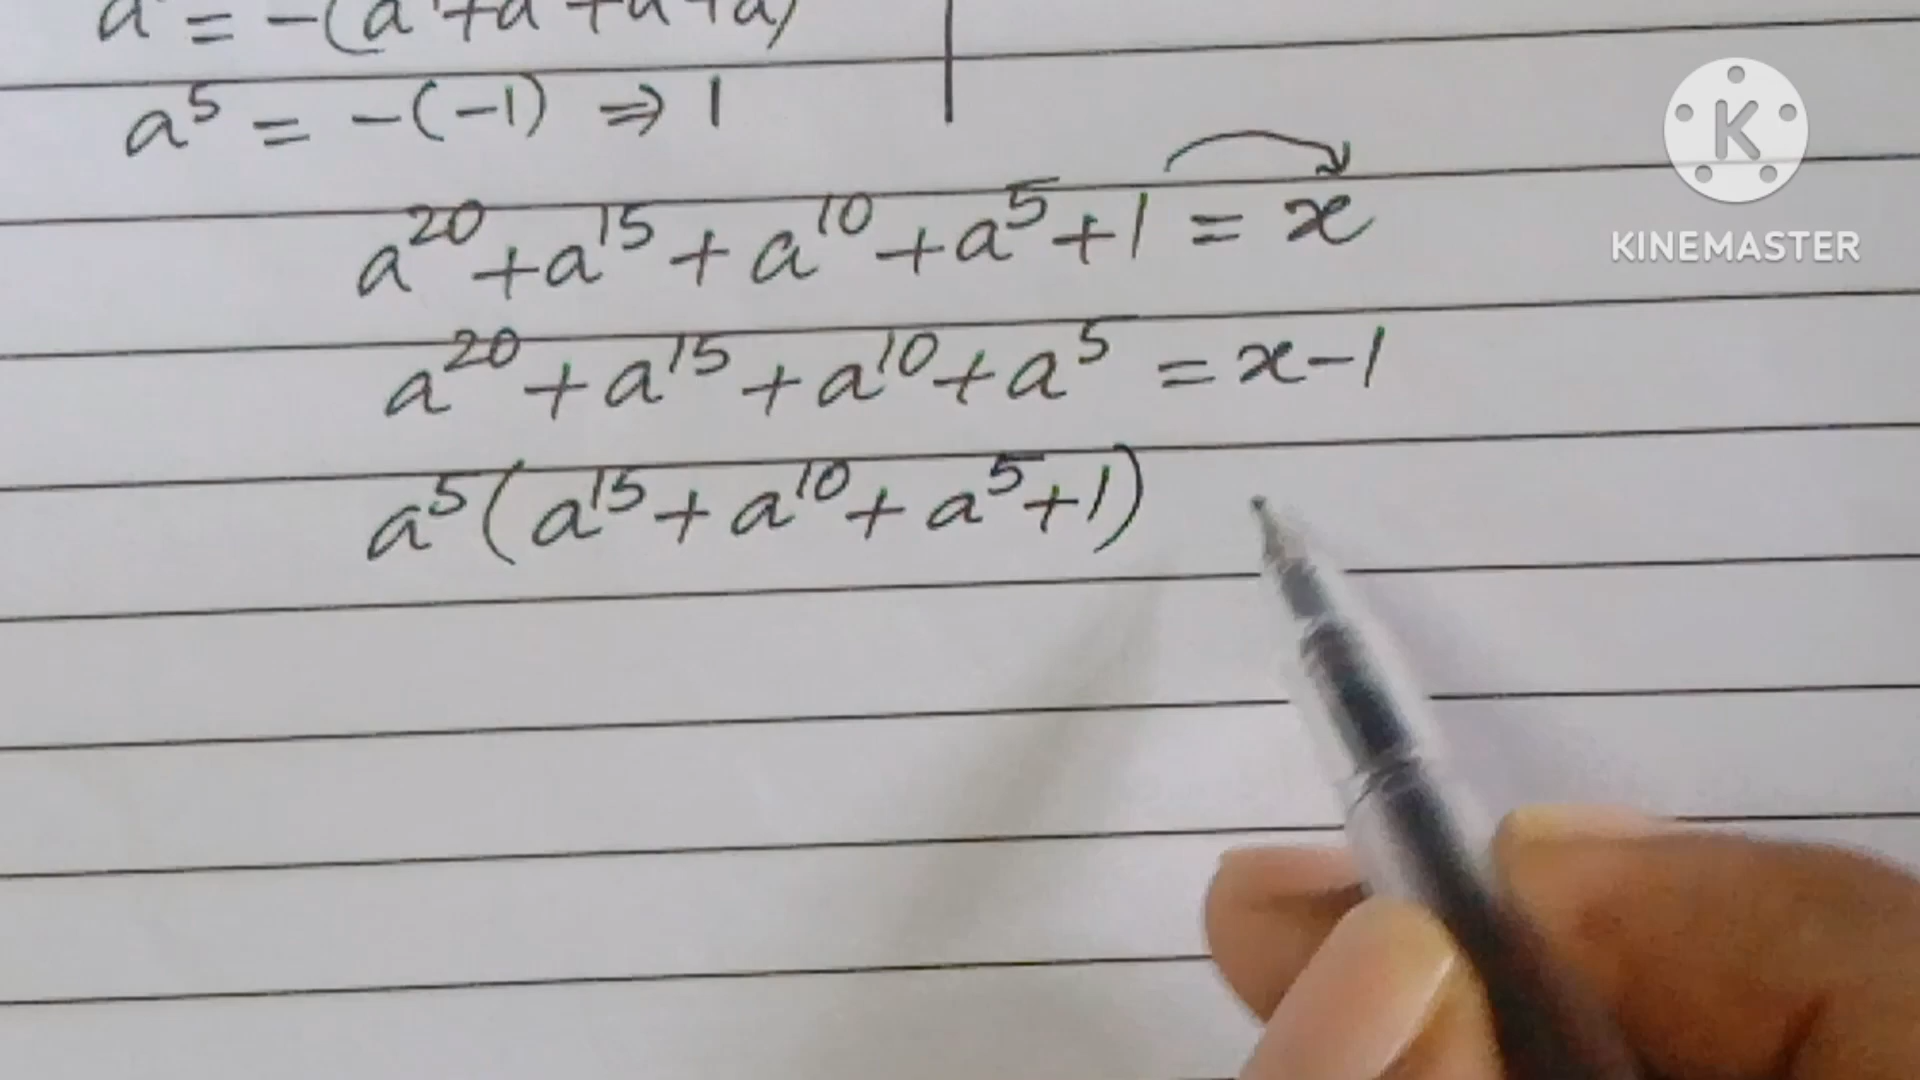 a = -(a + a + a + a)
a⁵ = -(-1) ⇒ 1
a²⁰ + a¹⁵ + a¹⁰ + a⁵ + 1 = x
a²⁰ + a¹⁵ + a¹⁰ + a⁵ = x - 1
a⁵(a¹⁵ + a¹⁰ + a⁵ + 1)
K
KINEMASTER